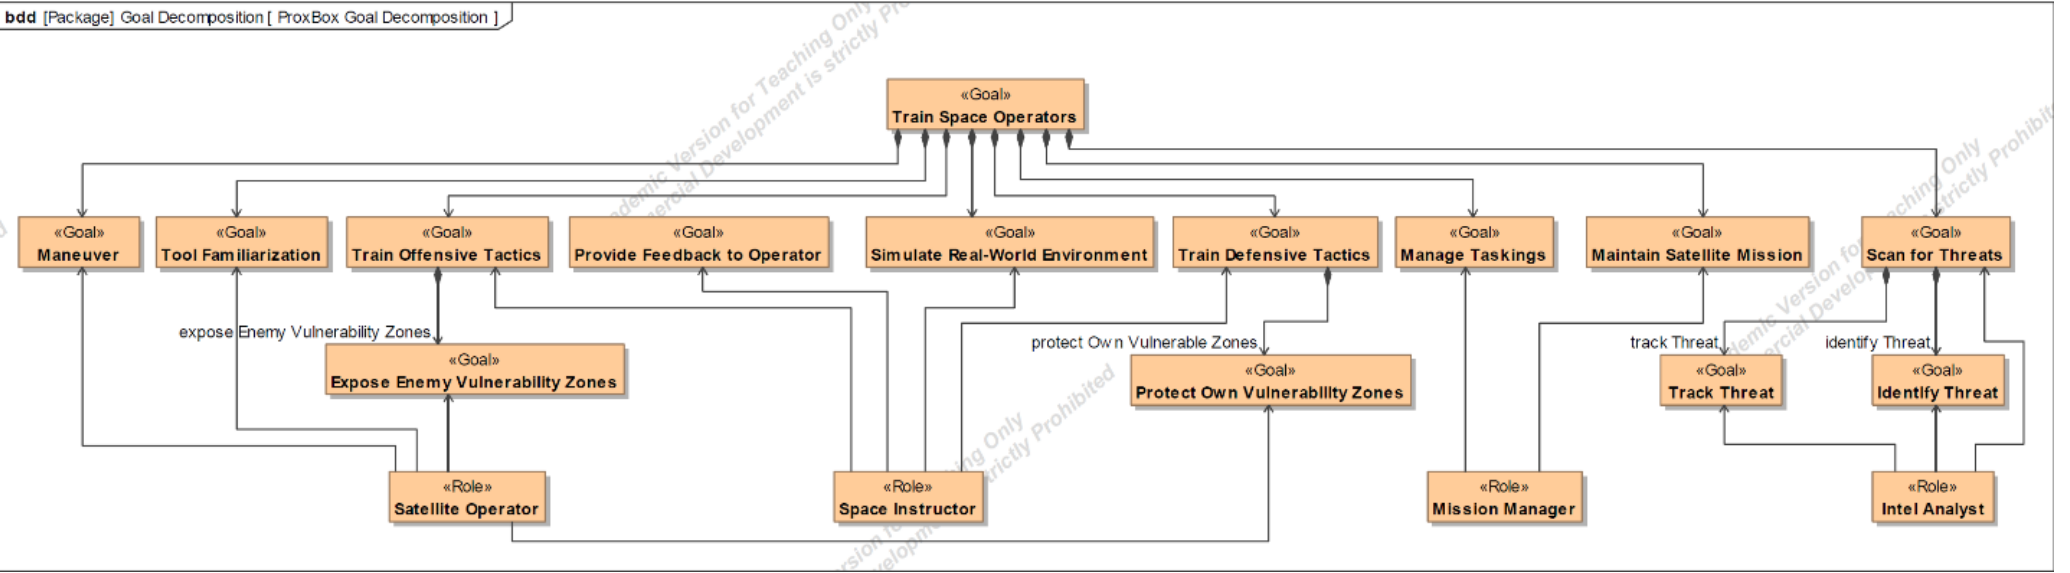 bdd [Package] Goal Decomposition [ ProxBox Goal Decomposition ]
«Goal»
Train Space Operators
«Goal»
Maneuver
«Goal»
Tool Familiarization
«Goal»
Train Offensive Tactics
«Goal»
Provide Feedback to Operator
«Goal»
Simulate Real-World Environment
«Goal»
Train Defensive Tactics
«Goal»
Manage Taskings
«Goal»
Maintain Satellite Mission
«Goal»
Scan for Threats
expose Enemy Vulnerability Zones
protect Own Vulnerable Zones
track Threat
identify Threat
«Goal»
Expose Enemy Vulnerability Zones
«Goal»
Protect Own Vulnerability Zones
«Goal»
Track Threat
«Goal»
Identify Threat
«Role»
Satellite Operator
«Role»
Space Instructor
«Role»
Mission Manager
«Role»
Intel Analyst